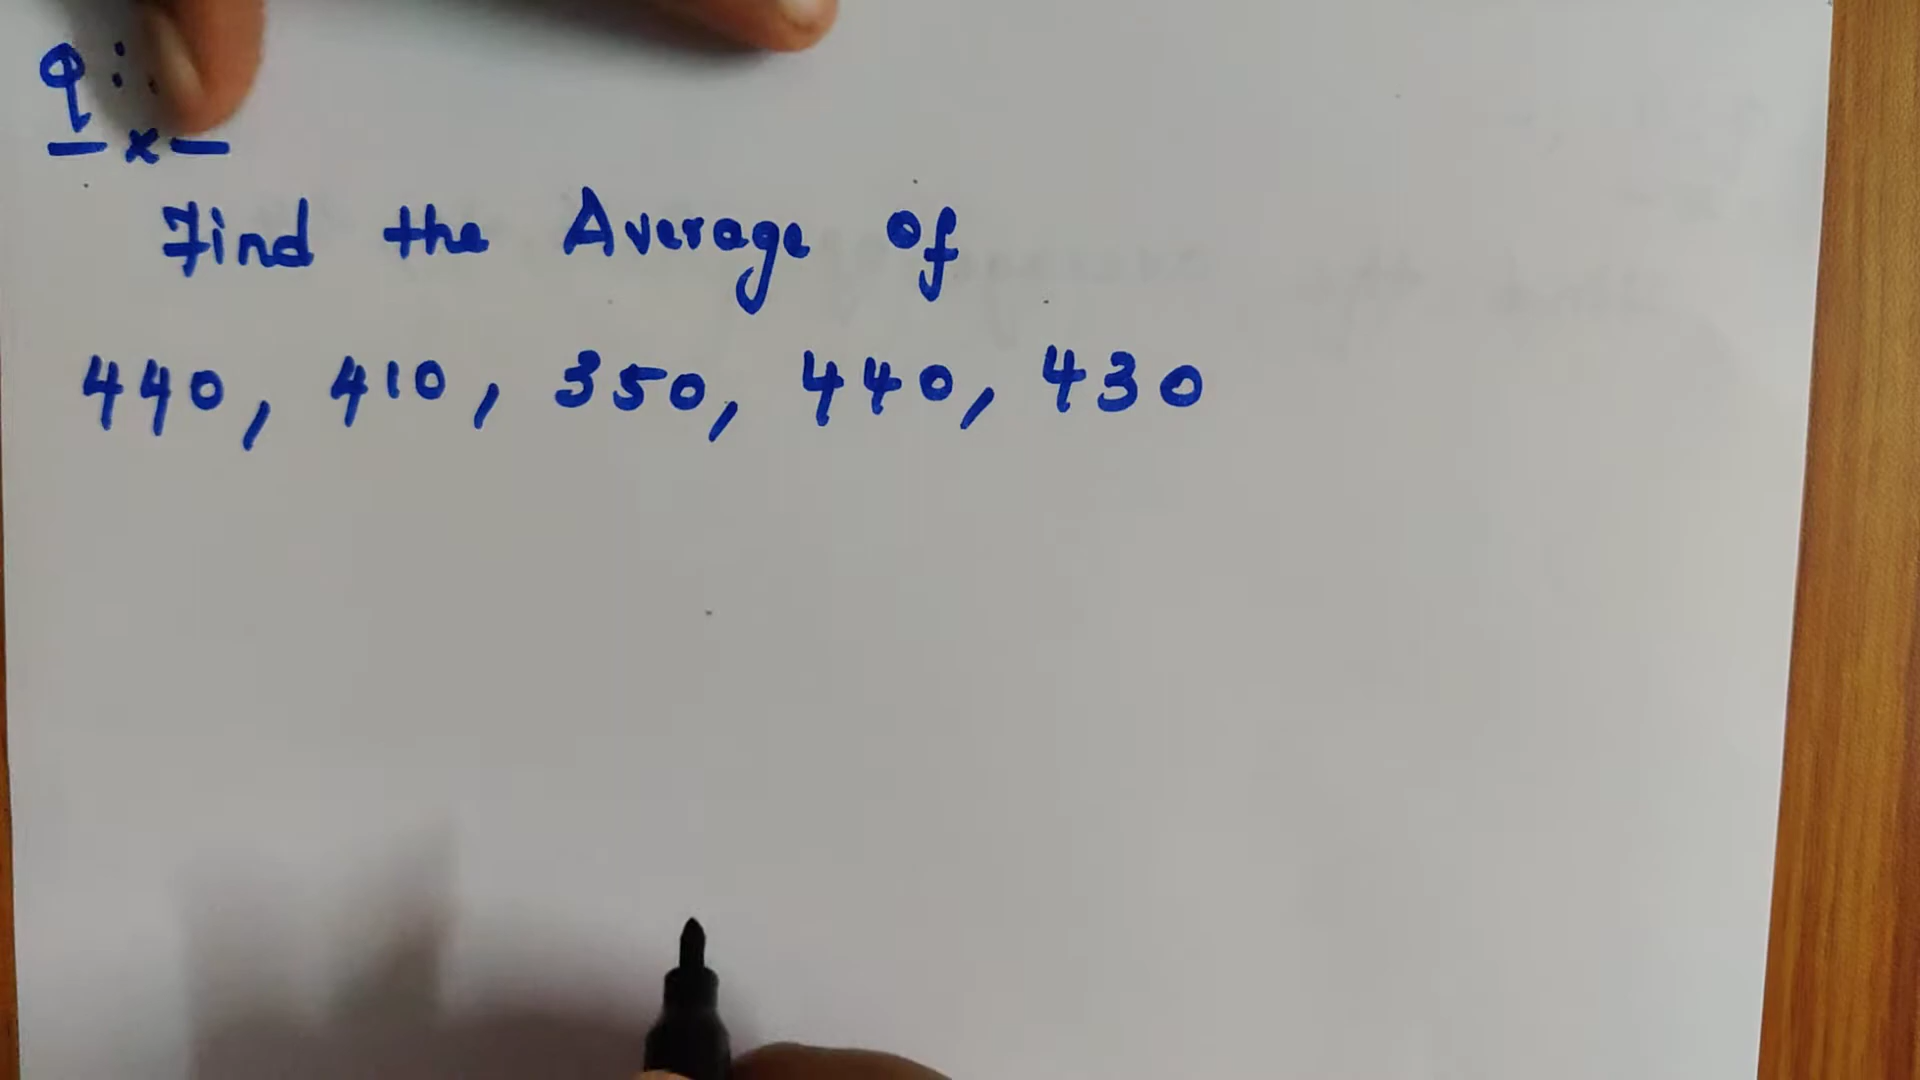 Q:
x
Find the Average of
440, 410, 350, 440, 430